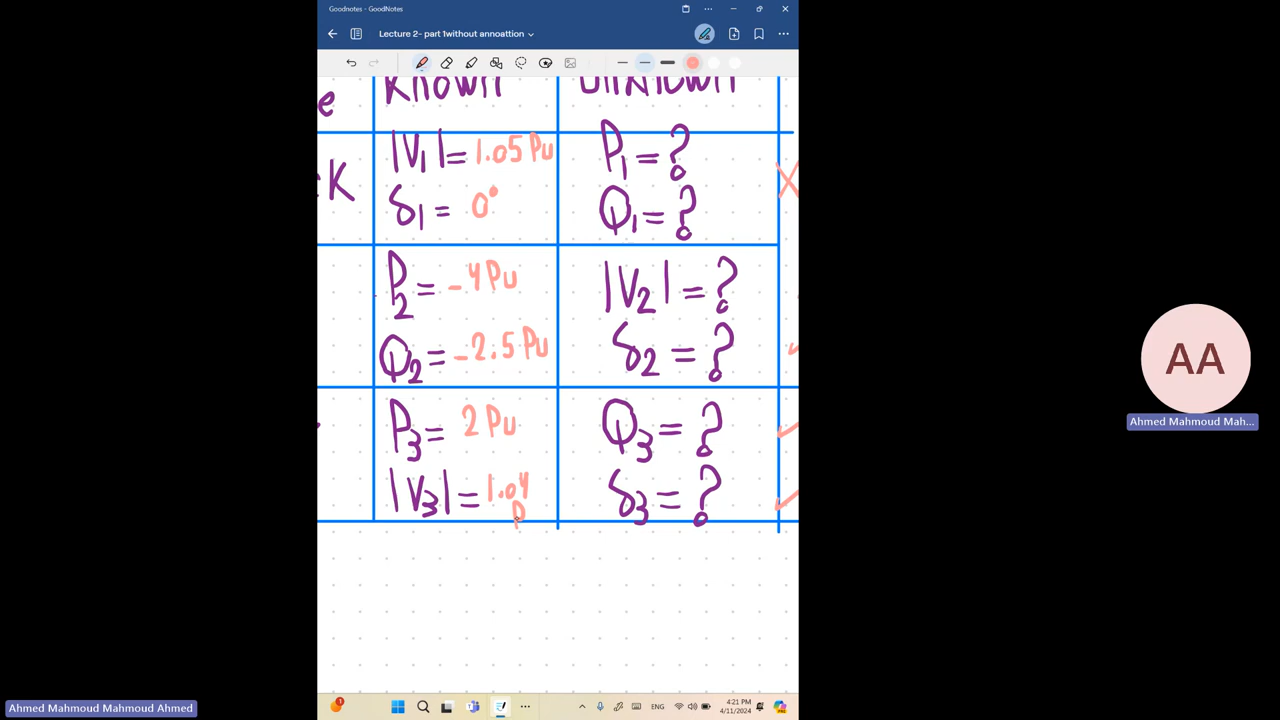 Goodnotes - GoodNotes
Lecture 2- part 1without annoattion
e Known Unknown
|V1| = 1.05 Pu P1 = ?
cK δ1 = 0° Q1 = ?
P2 = -4 Pu |V2| = ?
Q2 = -2.5 Pu δ2 = ?
P3 = 2 Pu Q3 = ?
|V3| = 1.04 δ3 = ?
P
AA
Ahmed Mahmoud Mah...
Ahmed Mahmoud Mahmoud Ahmed
1
ENG
4:21 PM
4/11/2024